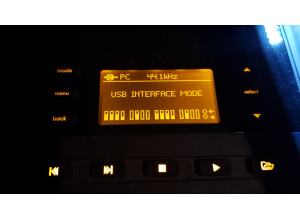 PC 44.1kHz
mode
USB INTERFACE MODE
menu
select
back